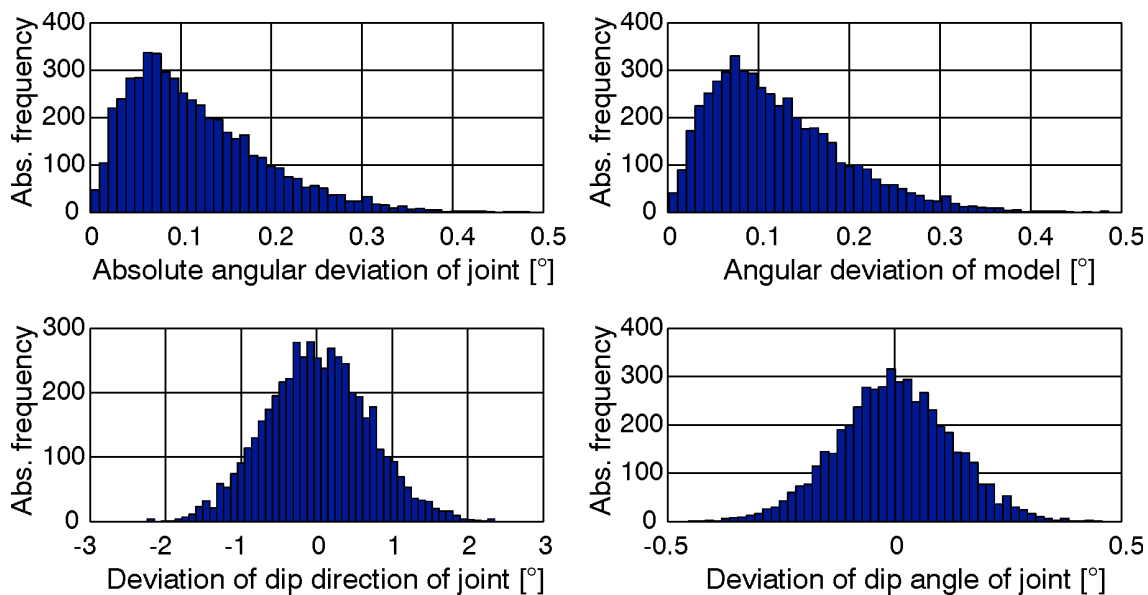 400
300
200
100
0
Abs. frequency
0 0.1 0.2 0.3 0.4 0.5
Absolute angular deviation of joint [°]
400
300
200
100
0
Abs. frequency
0 0.1 0.2 0.3 0.4 0.5
Angular deviation of model [°]
300
200
100
0
Abs. frequency
-3 -2 -1 0 1 2 3
Deviation of dip direction of joint [°]
400
300
200
100
0
Abs. frequency
-0.5 0 0.5
Deviation of dip angle of joint [°]